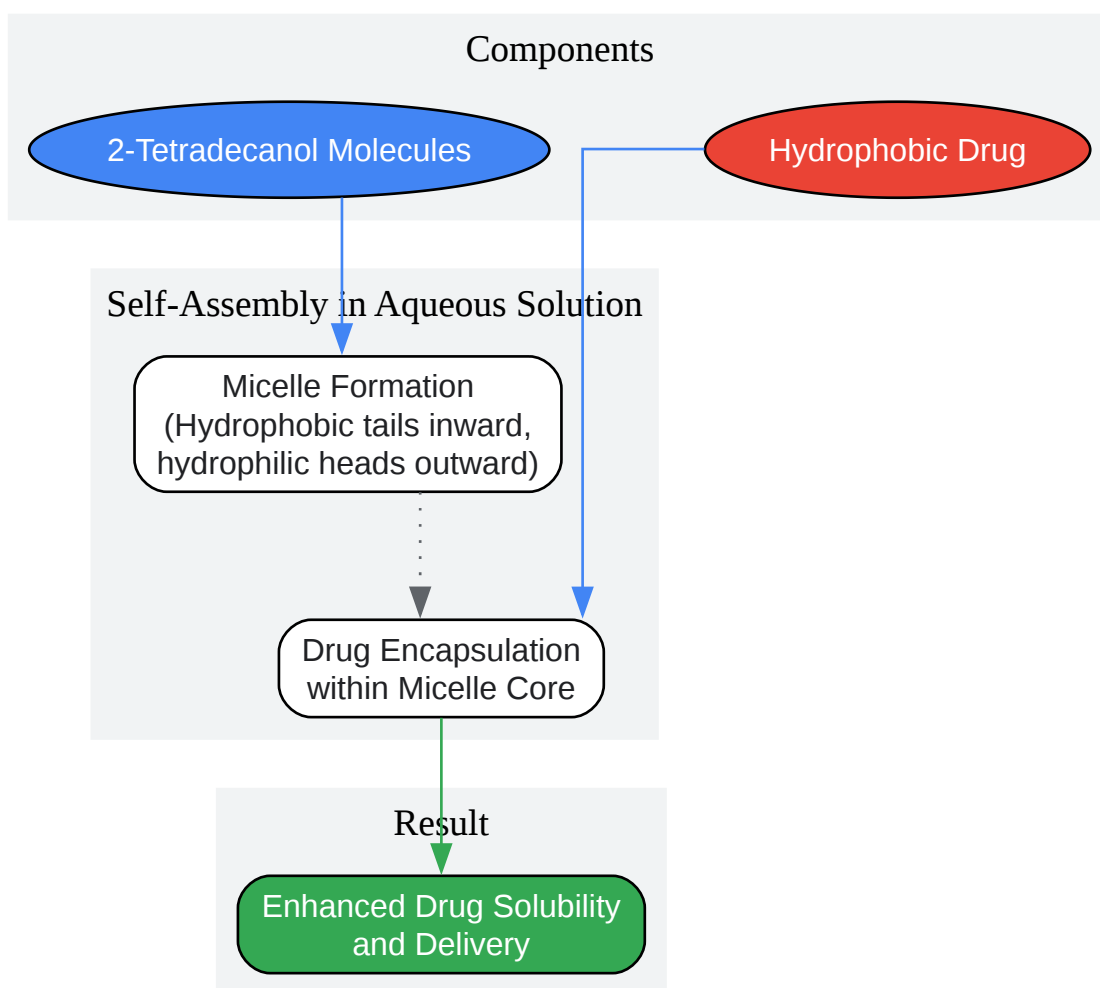 Components
2-Tetradecanol Molecules
Hydrophobic Drug
Self-Assembly in Aqueous Solution
Micelle Formation
(Hydrophobic tails inward,
hydrophilic heads outward)
Drug Encapsulation
within Micelle Core
Result
Enhanced Drug Solubility
and Delivery